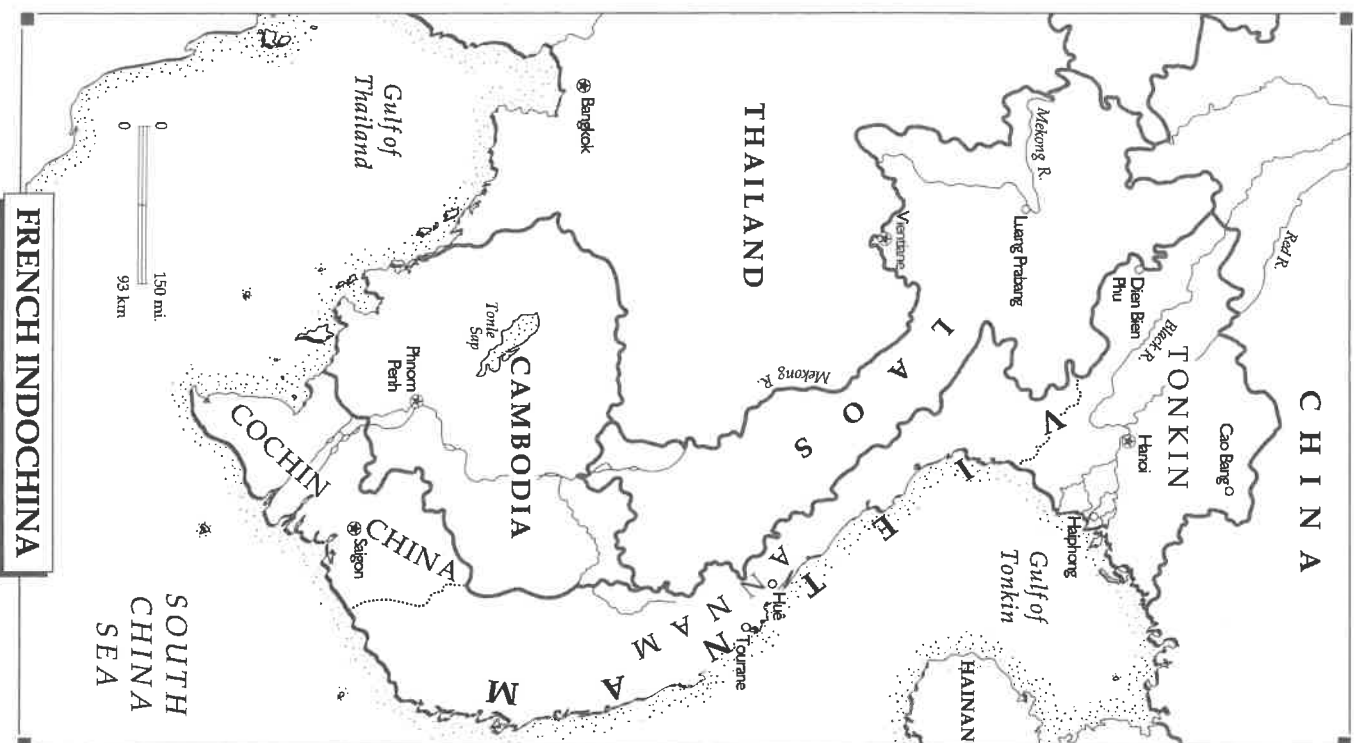 CHINA
Red R.
Black R.
TONKIN
Cao Bang
Dien Bien
Phu
Hanoi
Haiphong
Mekong R.
Luang Prabang
Gulf of
Tonkin
HAINAN
Vientiane
LAOS
VIETNAM
THAILAND
Mekong R.
Hué
Tourane
ANNAM
Bangkok
CAMBODIA
Tonle
Sap
Phnom
Penh
Gulf of
Thailand
COCHIN
CHINA
Saigon
0 150 mi.
0 93 km
SOUTH
CHINA
SEA
FRENCH INDOCHINA